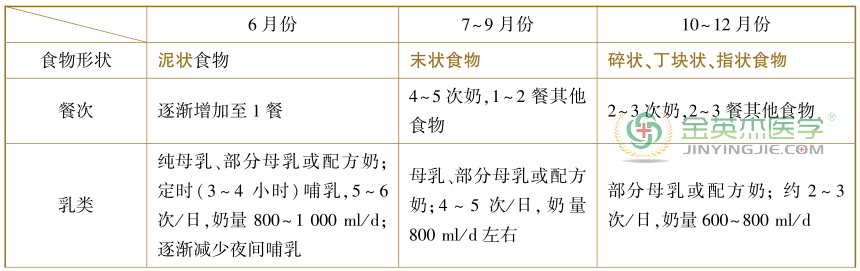 6 月份
7~9 月份
10~12 月份
食物形状
泥状食物
末状食物
碎状、丁块状、指状食物
餐次
逐渐增加至 1 餐
4~5 次奶,1~2 餐其他
食物
2~3 次奶,2~3 餐其他食物
乳类
纯母乳、部分母乳或配方奶;
定时(3~4 小时)哺乳,5~6
次/日,奶量 800~1 000 ml/d;
逐渐减少夜间哺乳
母乳、部分母乳或配方
奶;4~5 次/日,奶量
800 ml/d 左右
部分母乳或配方奶; 约 2~3
次/日,奶量 600~800 ml/d
金英杰医学®
JINYINGJIE.COM